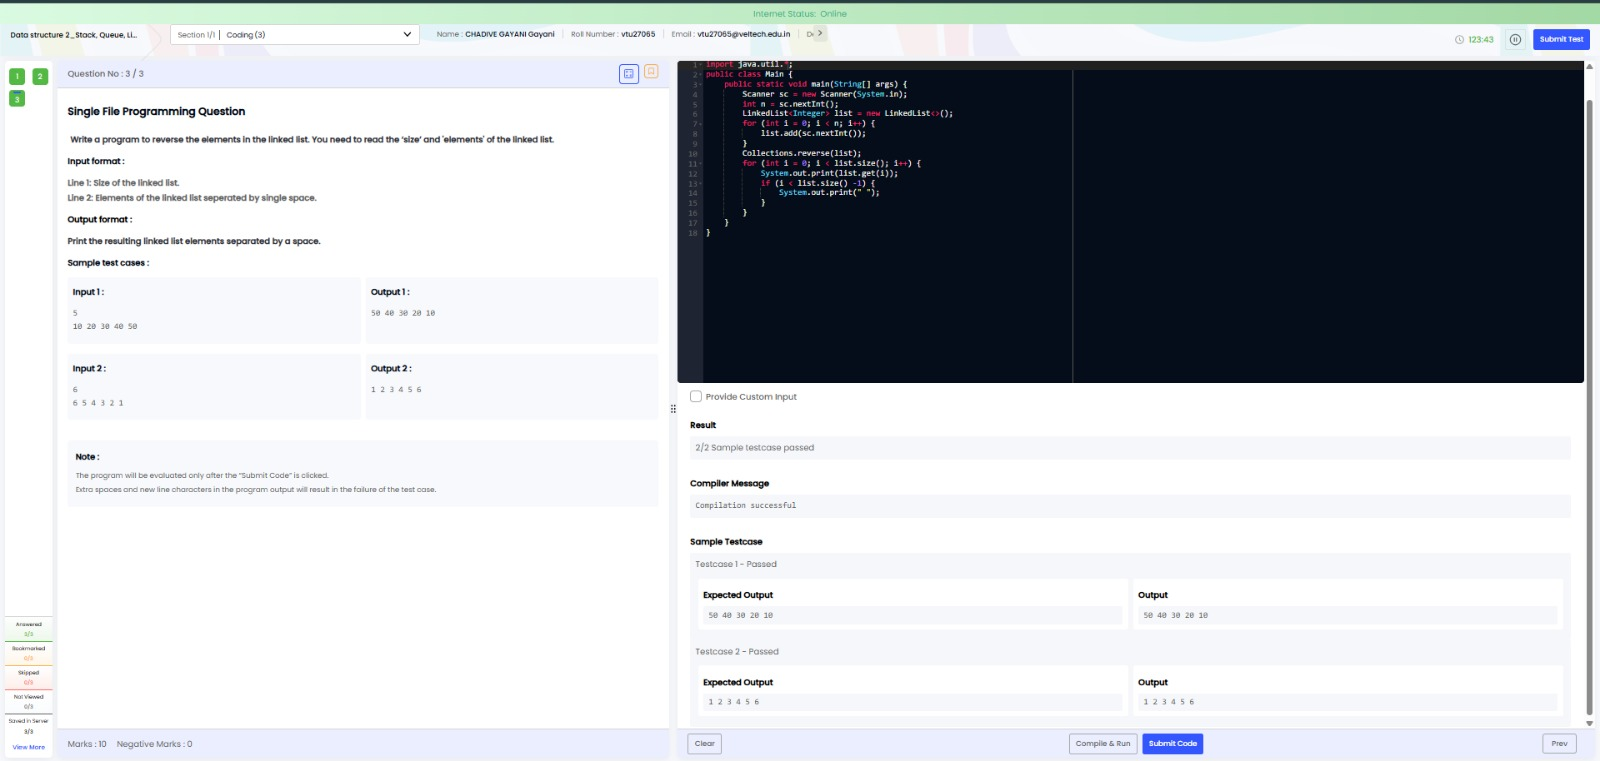 Internet Status: Online
Data structure 2_Stack, Queue, Li...
Section 1/1 | Coding (3)
Name : CHADIVE GAYANI Gayani
Roll Number : vtu27065
Email : vtu27065@veltech.edu.in
123:43
Submit Test
1
2
3
Question No : 3 / 3
Single File Programming Question
Write a program to reverse the elements in the linked list. You need to read the 'size' and 'elements' of the linked list.
Input format :
Line 1: Size of the linked list.
Line 2: Elements of the linked list seperated by single space.
Output format :
Print the resulting linked list elements separated by a space.
Sample test cases :
Input 1 :
5
10 20 30 40 50
Output 1 :
50 40 30 20 10
Input 2 :
6
6 5 4 3 2 1
Output 2 :
1 2 3 4 5 6
Note :
The program will be evaluated only after the "Submit Code" is clicked.
Extra spaces and new line characters in the program output will result in the failure of the test case.
Answered
3/3
Bookmarked
0/3
Skipped
0/3
Not Viewed
0/3
Saved in Server
3/3
View More
Marks : 10 Negative Marks : 0
1 import java.util.*;
2 public class Main {
3 public static void main(String[] args) {
4 Scanner sc = new Scanner(System.in);
5 int n = sc.nextInt();
6 LinkedList<Integer> list = new LinkedList<>();
7 for (int i = 0; i < n; i++) {
8 list.add(sc.nextInt());
9 }
10 Collections.reverse(list);
11 for (int i = 0; i < list.size(); i++) {
12 System.out.print(list.get(i));
13 if (i < list.size() -1) {
14 System.out.print(" ");
15 }
16 }
17 }
18 }
Provide Custom Input
Result
2/2 Sample testcase passed
Compiler Message
Compilation successful
Sample Testcase
Testcase 1 - Passed
Expected Output
50 40 30 20 10
Output
50 40 30 20 10
Testcase 2 - Passed
Expected Output
1 2 3 4 5 6
Output
1 2 3 4 5 6
Clear
Compile & Run
Submit Code
Prev